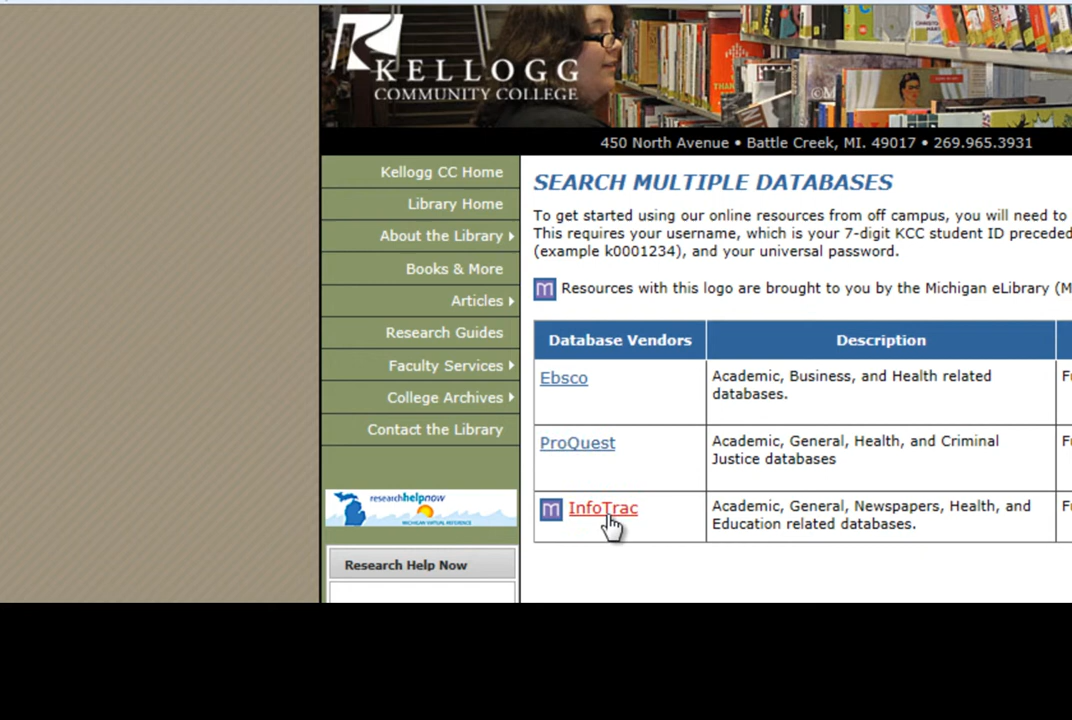 KELLOGG
COMMUNITY COLLEGE
450 North Avenue • Battle Creek, MI. 49017 • 269.965.3931
Kellogg CC Home
Library Home
About the Library
Books & More
Articles
Research Guides
Faculty Services
College Archives
Contact the Library
researchhelpnow
MICHIGAN VIRTUAL REFERENCE
Research Help Now
SEARCH MULTIPLE DATABASES
To get started using our online resources from off campus, you will need to
This requires your username, which is your 7-digit KCC student ID preceded
(example k0001234), and your universal password.
m Resources with this logo are brought to you by the Michigan eLibrary (M
Database Vendors Description
Ebsco Academic, Business, and Health related
databases.
ProQuest Academic, General, Health, and Criminal
Justice databases
m InfoTrac Academic, General, Newspapers, Health, and
Education related databases.